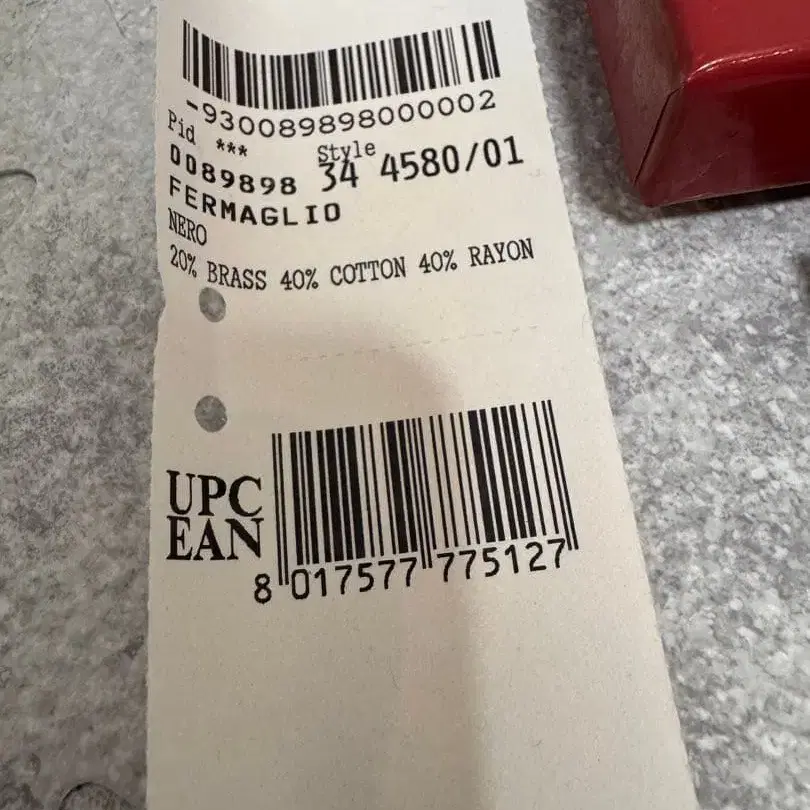 -930089898000002
Pid *** Style
0089898 34 4580/01
FERMAGLIO
NERO
20% BRASS 40% COTTON 40% RAYON
UPC
EAN
8 017577 775127